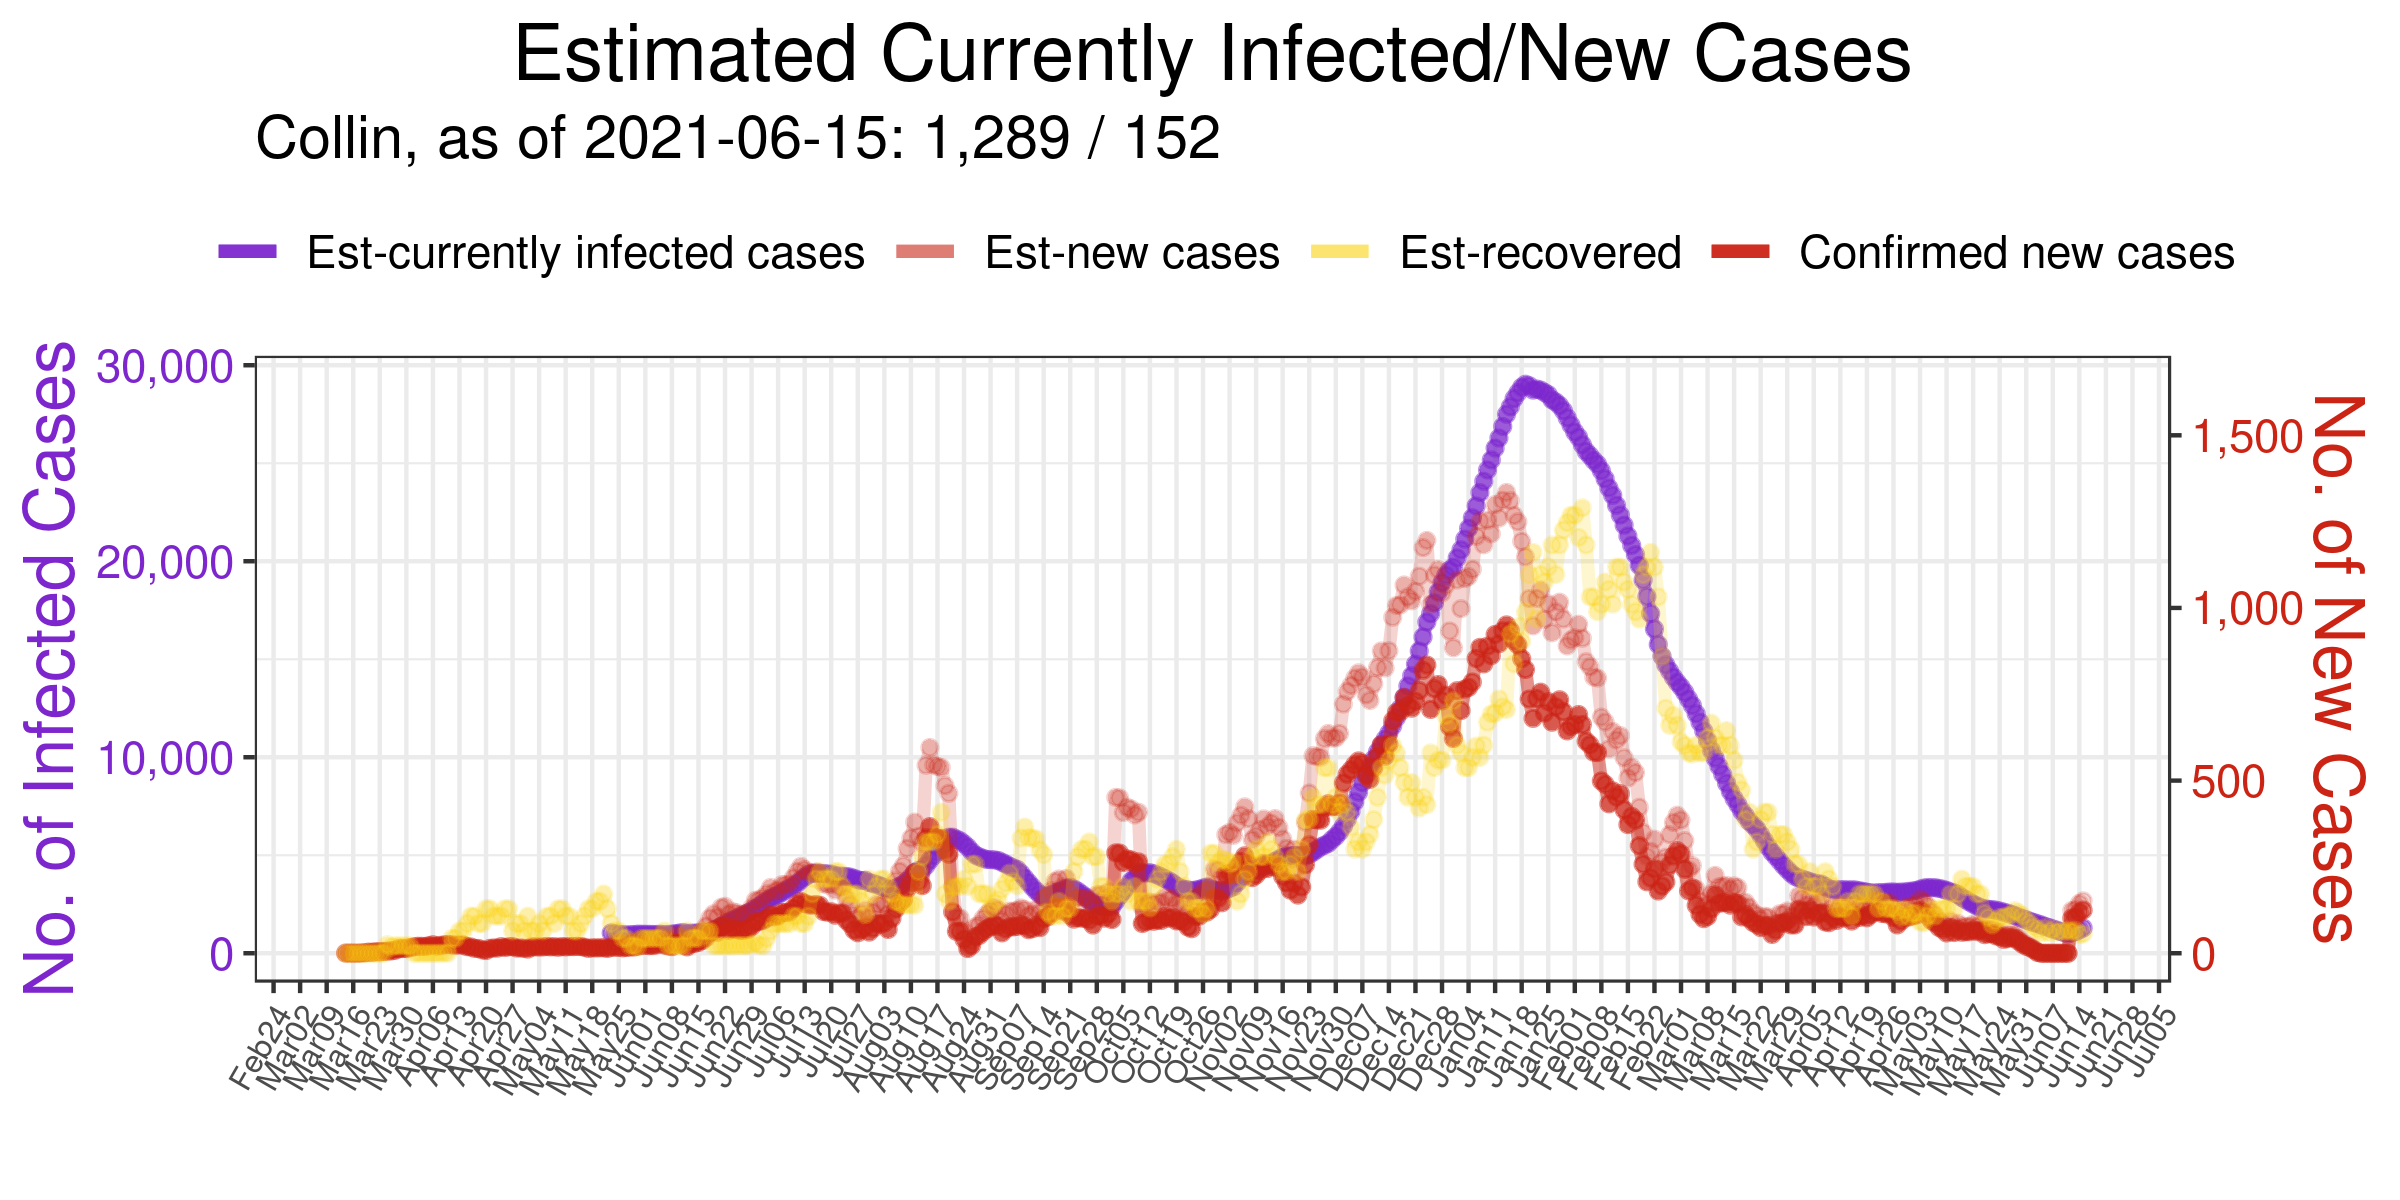 Estimated Currently Infected/New Cases
Collin, as of 2021-06-15: 1,289 / 152
Est-currently infected cases Est-new cases Est-recovered Confirmed new cases
No. of Infected Cases
30,000
20,000
10,000
0
1,500
1,000
500
0
No. of New Cases
Feb24 Mar02 Mar09 Mar16 Mar23 Mar30 Apr06 Apr13 Apr20 Apr27 May04 May11 May18 May25 Jun01 Jun08 Jun15 Jun22 Jun29 Jul06 Jul13 Jul20 Jul27 Aug03 Aug10 Aug17 Aug24 Aug31 Sep07 Sep14 Sep21 Sep28 Oct05 Oct12 Oct19 Oct26 Nov02 Nov09 Nov16 Nov23 Nov30 Dec07 Dec14 Dec21 Dec28 Jan04 Jan11 Jan18 Jan25 Feb01 Feb08 Feb15 Feb22 Mar01 Mar08 Mar15 Mar22 Mar29 Apr05 Apr12 Apr19 Apr26 May03 May10 May17 May24 May31 Jun07 Jun14 Jun21 Jun28 Jul05